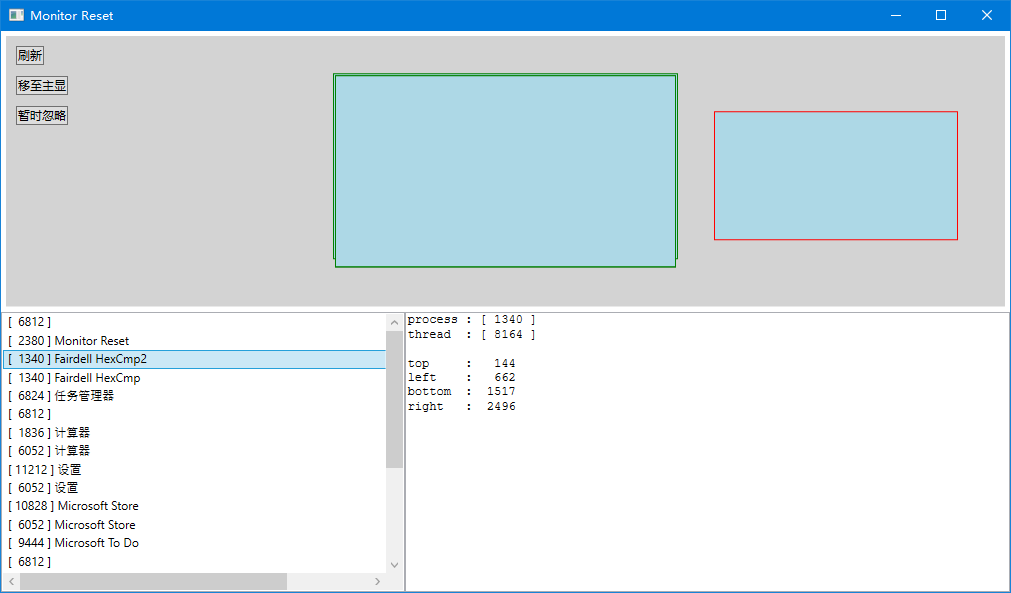 Monitor Reset
刷新
移至主显
暂时忽略
[ 6812 ]
[ 2380 ] Monitor Reset
[ 1340 ] Fairdell HexCmp2
[ 1340 ] Fairdell HexCmp
[ 6824 ] 任务管理器
[ 6812 ]
[ 1836 ] 计算器
[ 6052 ] 计算器
[ 11212 ] 设置
[ 6052 ] 设置
[ 10828 ] Microsoft Store
[ 6052 ] Microsoft Store
[ 9444 ] Microsoft To Do
[ 6812 ]
process : [ 1340 ]
thread : [ 8164 ]
top : 144
left : 662
bottom : 1517
right : 2496